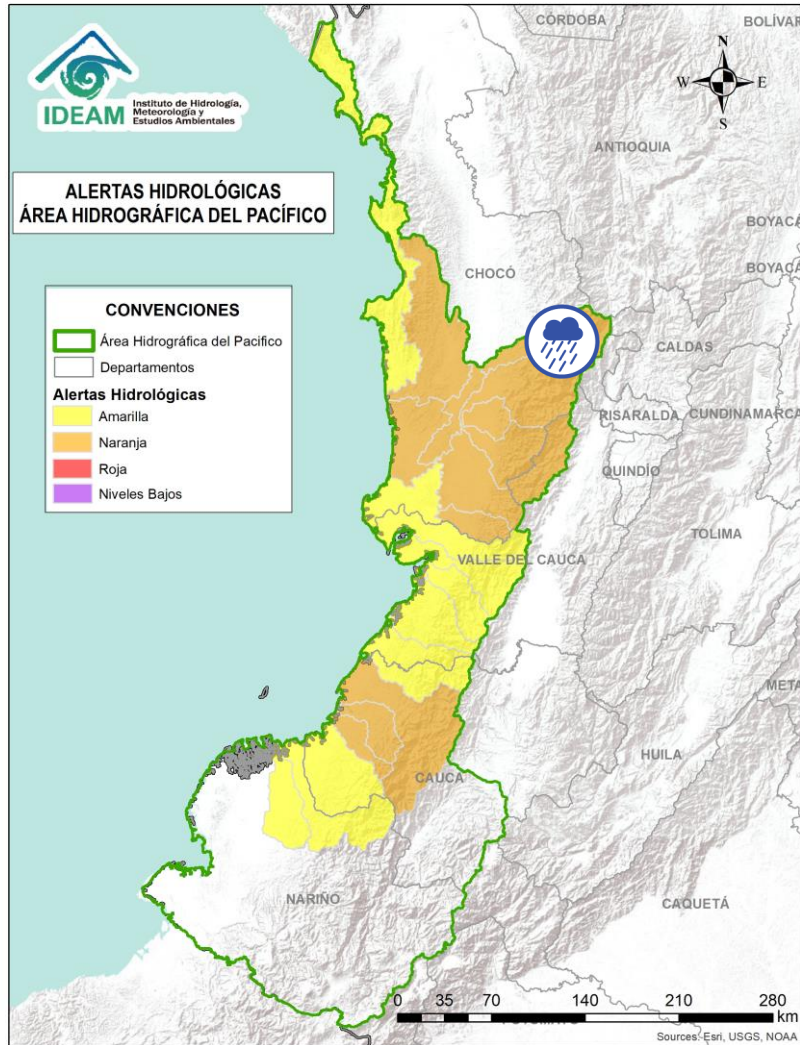 IDEAM
Instituto de Hidrología,
Meteorología y
Estudios Ambientales
ALERTAS HIDROLÓGICAS
ÁREA HIDROGRÁFICA DEL PACÍFICO
CONVENCIONES
Área Hidrográfica del Pacifico
Departamentos
Alertas Hidrológicas
Amarilla
Naranja
Roja
Niveles Bajos
N
W
E
S
CÓRDOBA
BOLÍVAR
ANTIOQUIA
BOYACÁ
CHOCÓ
BOYACÁ
CALDAS
RISARALDA
CUNDINAMARCA
QUINDÍO
TOLIMA
VALLE DEL CAUCA
META
HUILA
CAUCA
NARIÑO
CAQUETÁ
0 35 70 140 210 280
km
Sources: Esri, USGS, NOAA